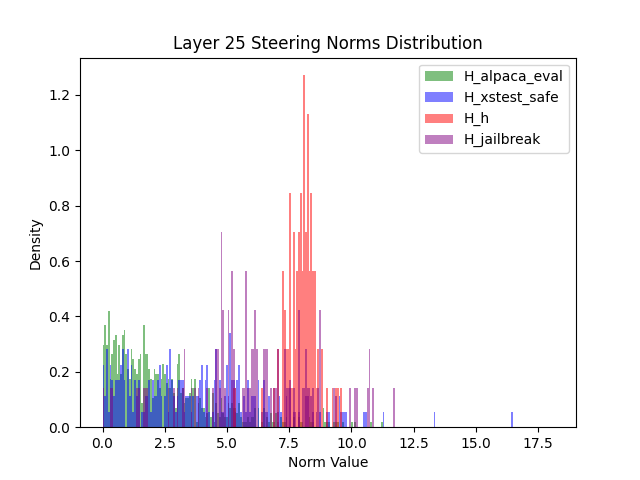 Layer 25 Steering Norms Distribution
H_alpaca_eval
H_xstest_safe
H_h
H_jailbreak
Density
1.2
1.0
0.8
0.6
0.4
0.2
0.0
0.0 2.5 5.0 7.5 10.0 12.5 15.0 17.5
Norm Value